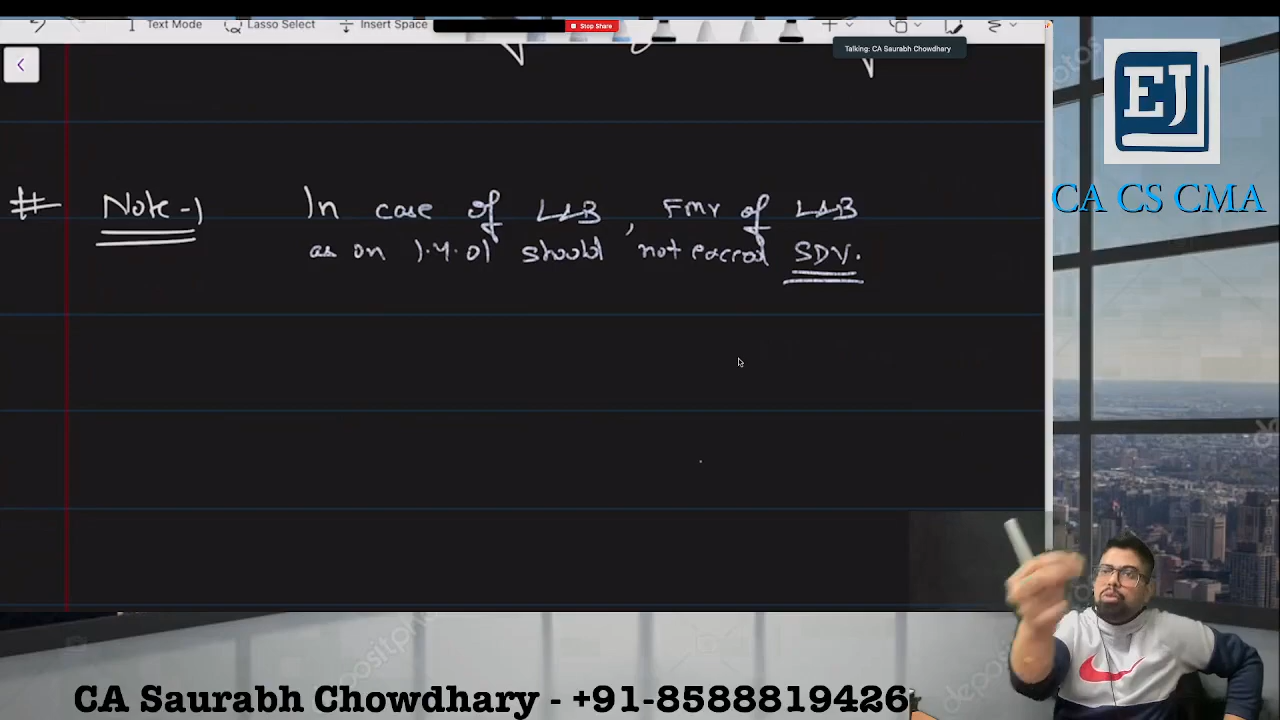 Text Mode Lasso Select Insert Space Stop Share
Talking: CA Saurabh Chowdhary
EJ
CA CS CMA
# Note-1 In case of L&B, FMV of L&B
as on 1.4.01 should not exceed SDV.
CA Saurabh Chowdhary - +91-8588819426